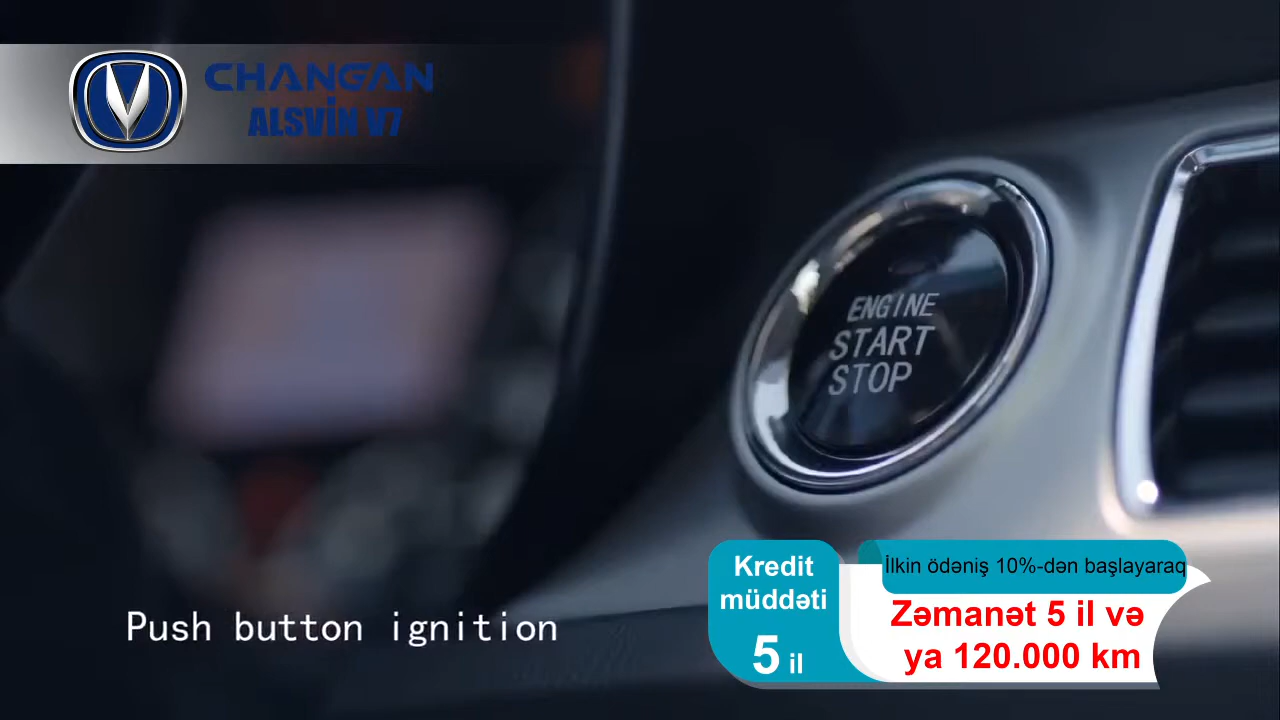 CHANGAN
ALSVİN V7
ENGINE
START
STOP
Push button ignition
Kredit
müddəti
5 il
İlkin ödəniş 10%-dən başlayaraq
Zəmanət 5 il və
ya 120.000 km